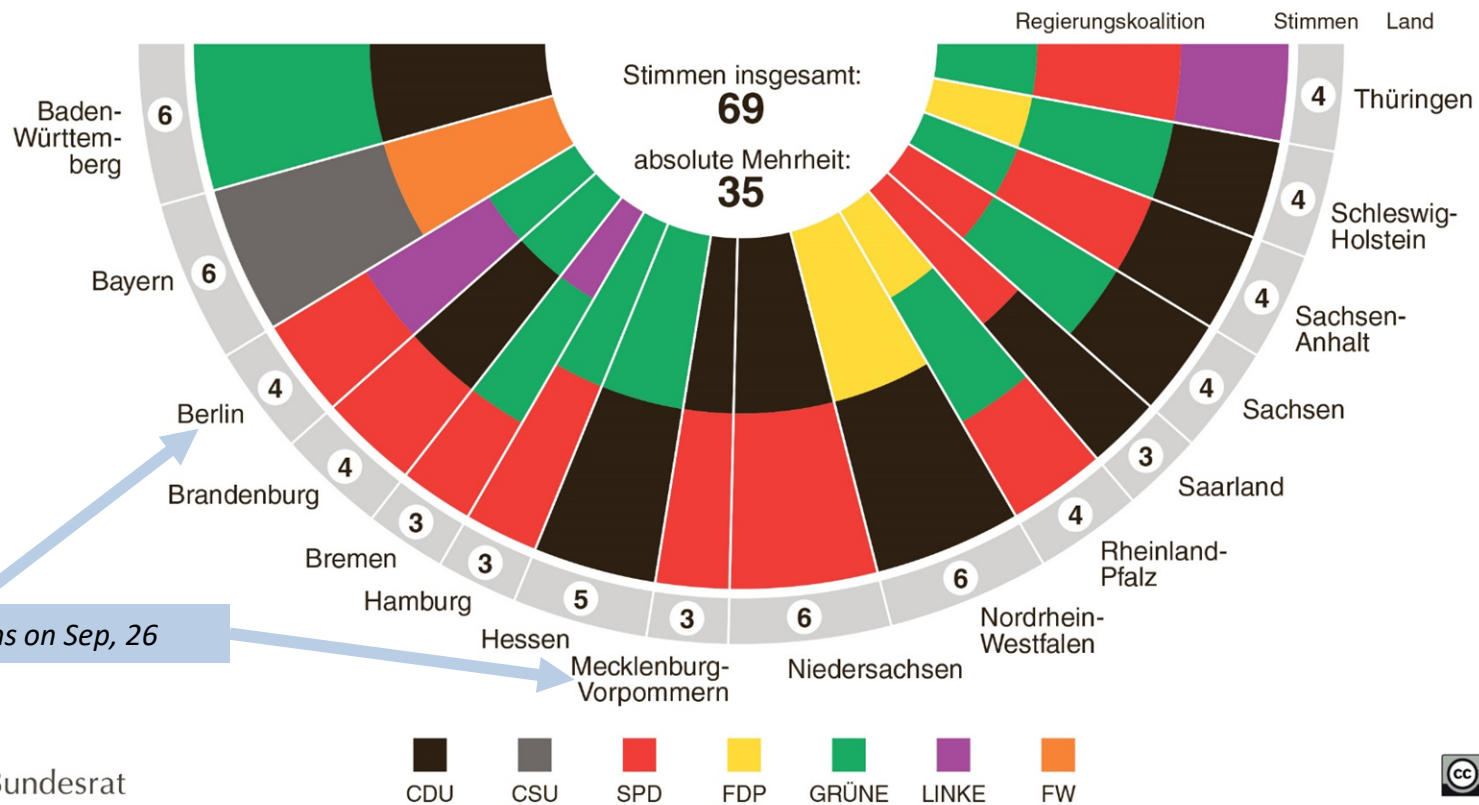 Regierungskoalition Stimmen Land
Stimmen insgesamt:
69
absolute Mehrheit:
35
6
Baden-
Württem-
berg
6
Bayern
4
Berlin
4
Brandenburg
3
Bremen
3
Hamburg
5
Hessen
3
Mecklenburg-
Vorpommern
6
Niedersachsen
6
Nordrhein-
Westfalen
4
Rheinland-
Pfalz
3
Saarland
4
Sachsen
4
Sachsen-
Anhalt
4
Schleswig-
Holstein
4
Thüringen
on Sep, 26
CDU CSU SPD FDP GRÜNE LINKE FW
Bundesrat
cc